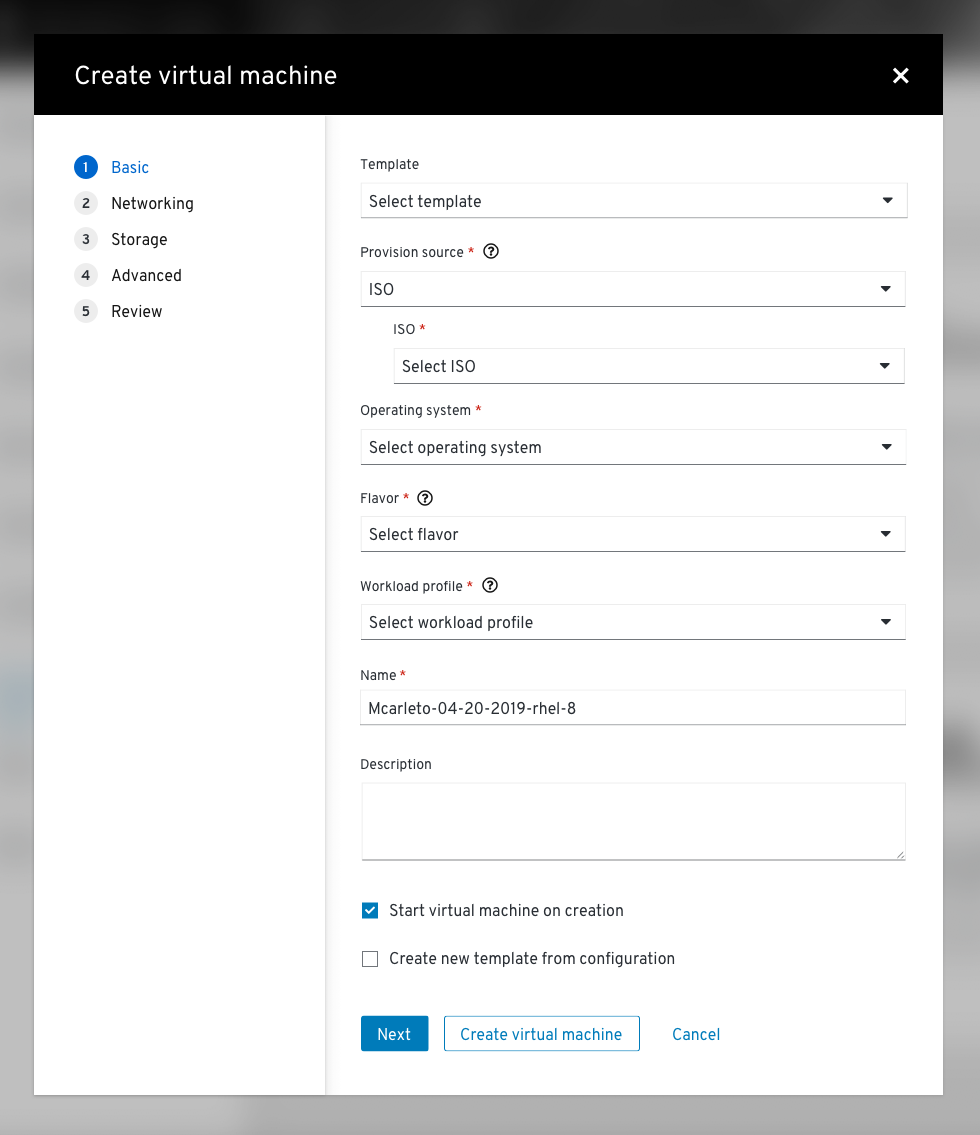 Create virtual machine
1 Basic
2 Networking
3 Storage
4 Advanced
5 Review
Template
Select template
Provision source * ?
ISO
ISO *
Select ISO
Operating system *
Select operating system
Flavor * ?
Select flavor
Workload profile * ?
Select workload profile
Name *
Mcarleto-04-20-2019-rhel-8
Description
Start virtual machine on creation
Create new template from configuration
Next Create virtual machine Cancel